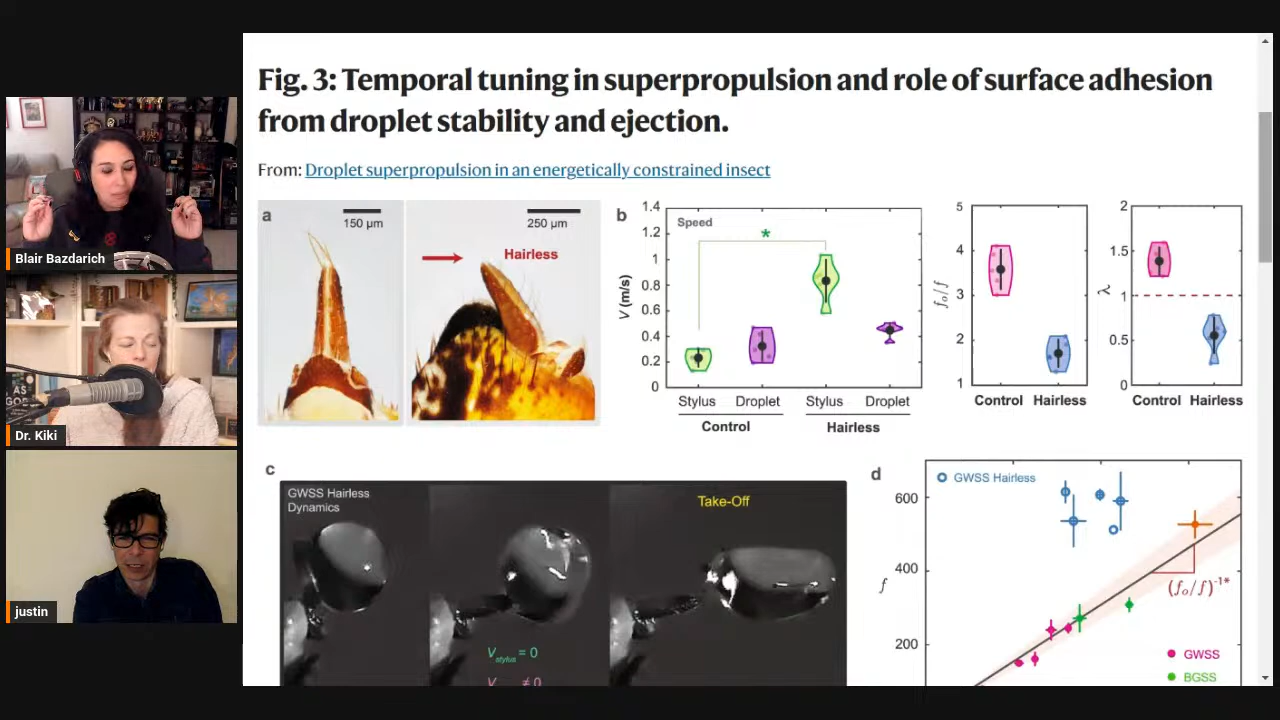 Fig. 3: Temporal tuning in superpropulsion and role of surface adhesion
from droplet stability and ejection.
From: Droplet superpropulsion in an energetically constrained insect
a
150 μm
250 μm
Hairless
b
Speed
*
V (m/s)
1.4
1.2
1
0.8
0.6
0.4
0.2
0
Stylus
Droplet
Stylus
Droplet
Control
Hairless
fₒ/f
5
4
3
2
1
Control
Hairless
λ
2
1.5
1
0.5
0
Control
Hairless
c
GWSS Hairless
Dynamics
Take-Off
Vstylus = 0
≠ 0
d
GWSS Hairless
f
600
400
200
(fₒ/f)⁻¹*
GWSS
BGSS
Blair Bazdarich
Dr. Kiki
justin